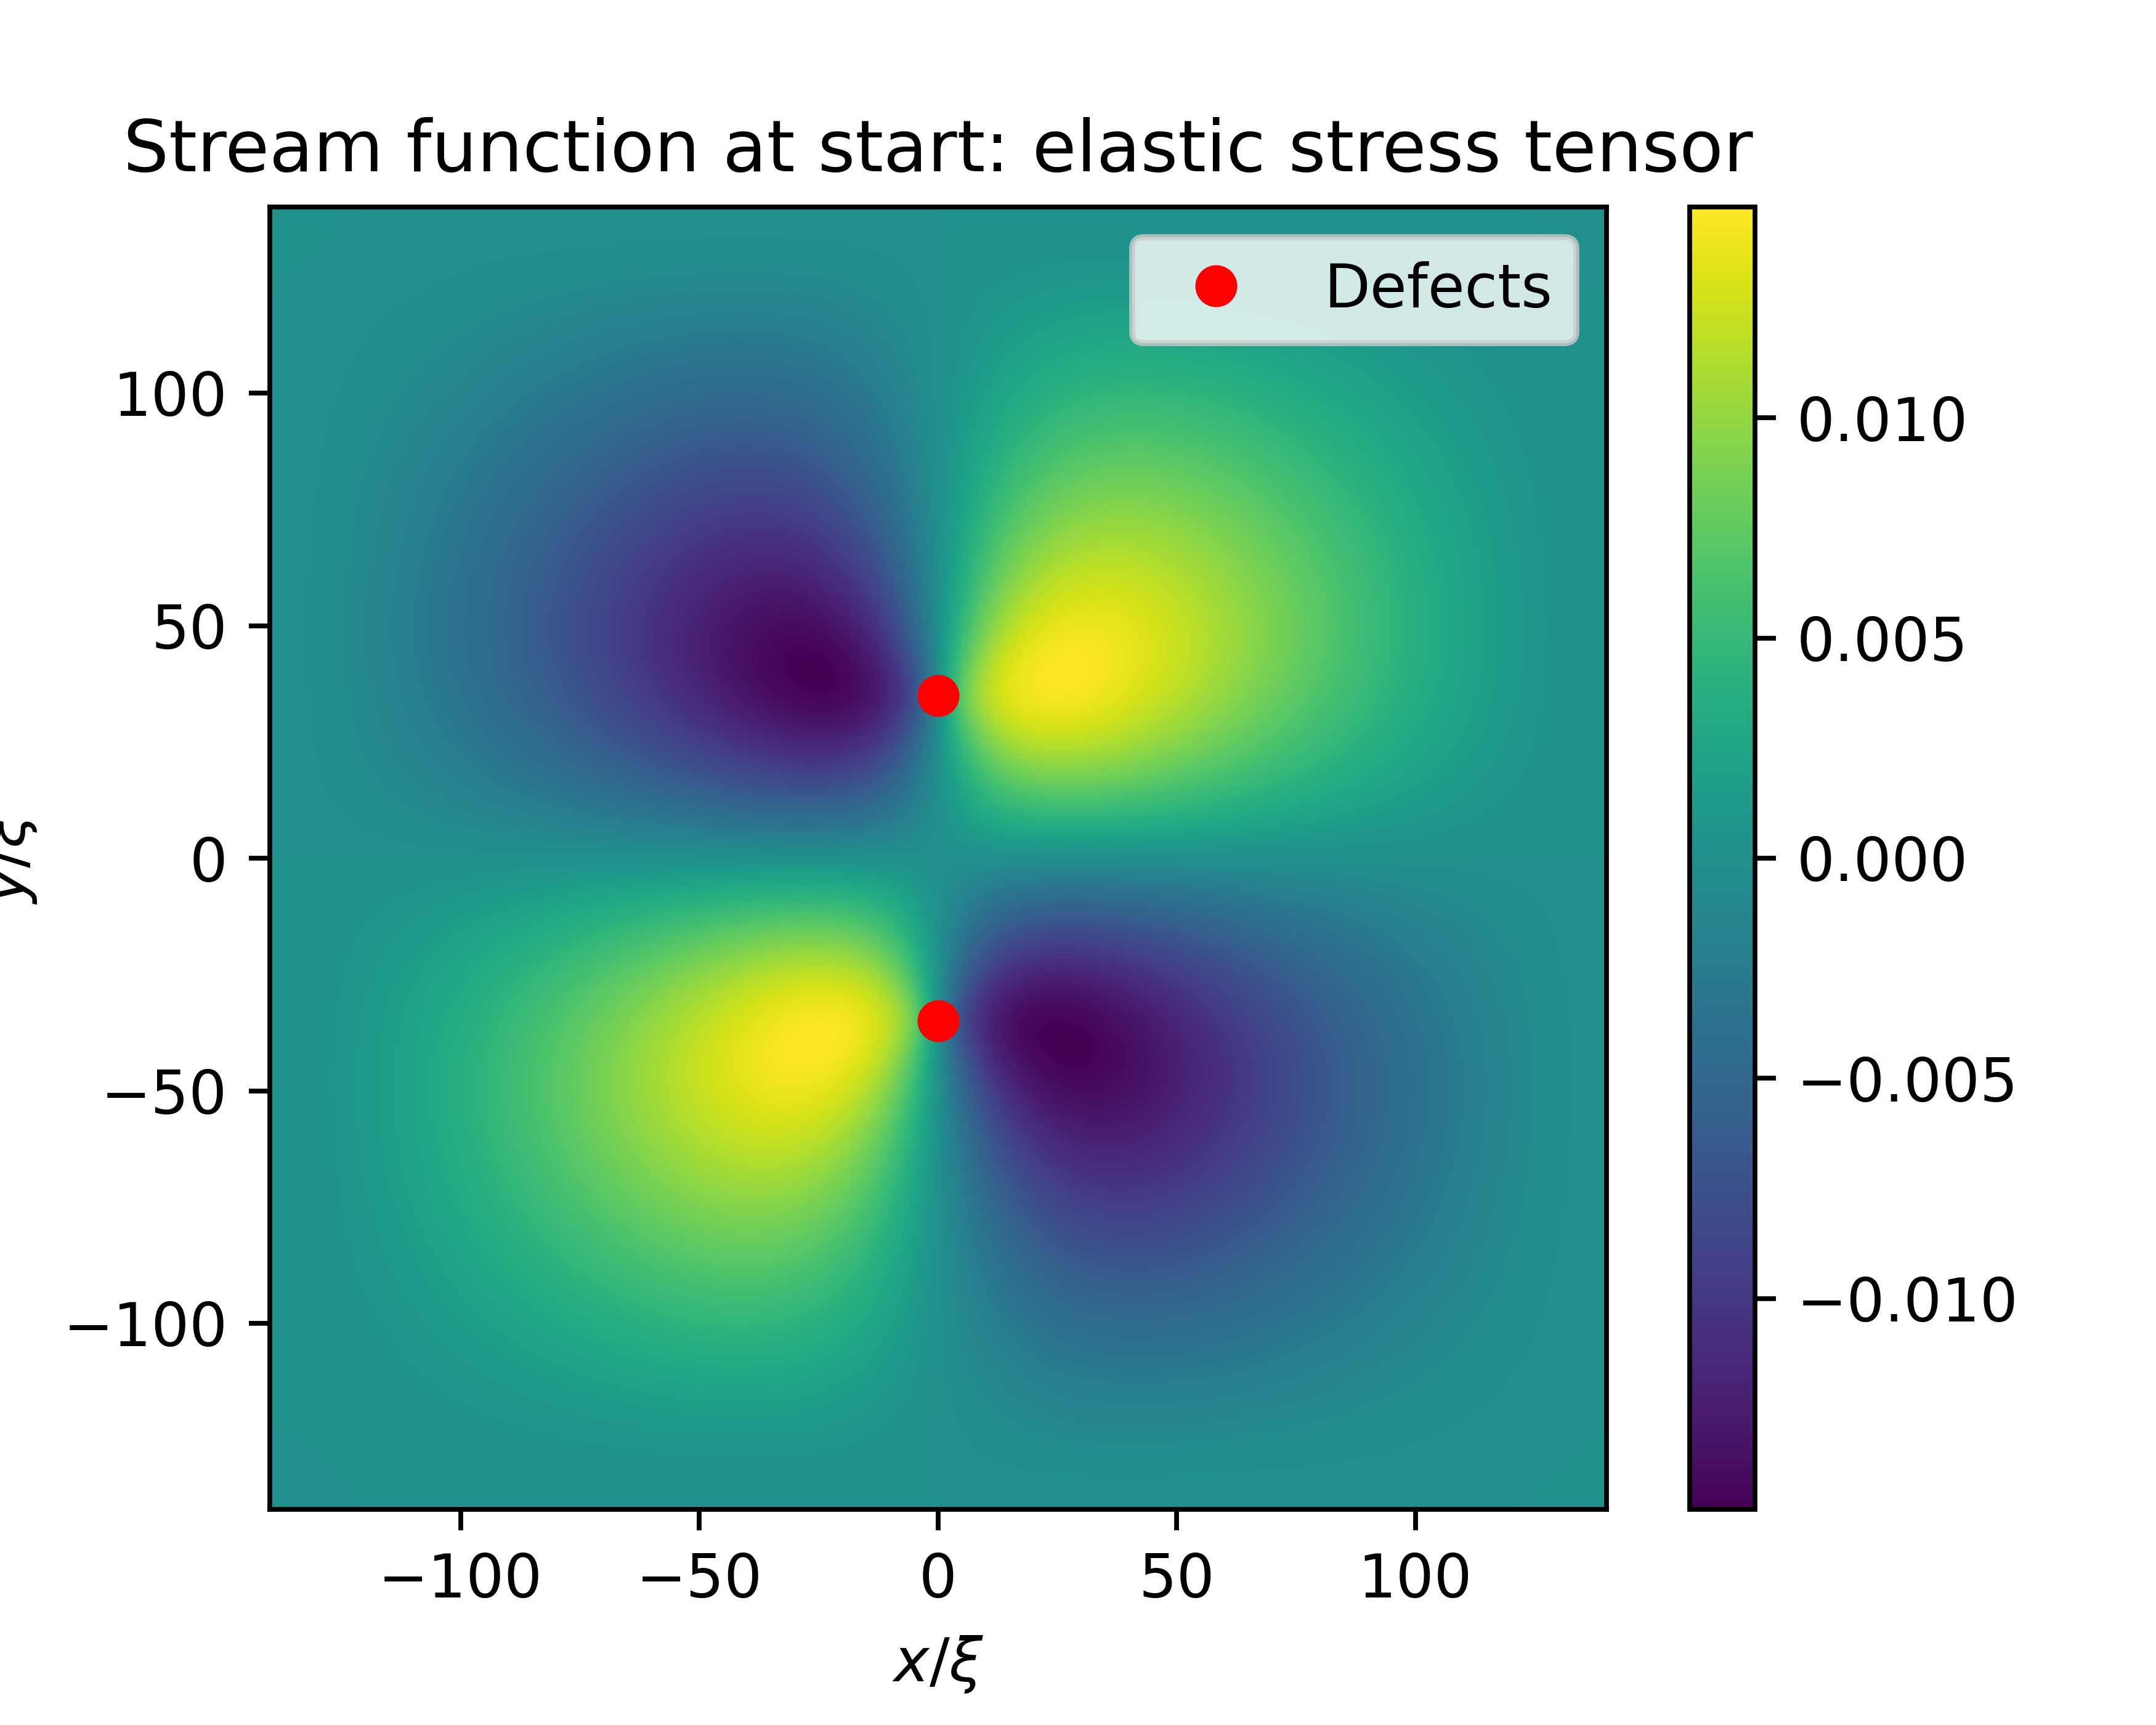 Stream function at start: elastic stress tensor
Defects
100
50
0
−50
−100
y/ξ
−100 −50 0 50 100
x/ξ
0.010
0.005
0.000
−0.005
−0.010